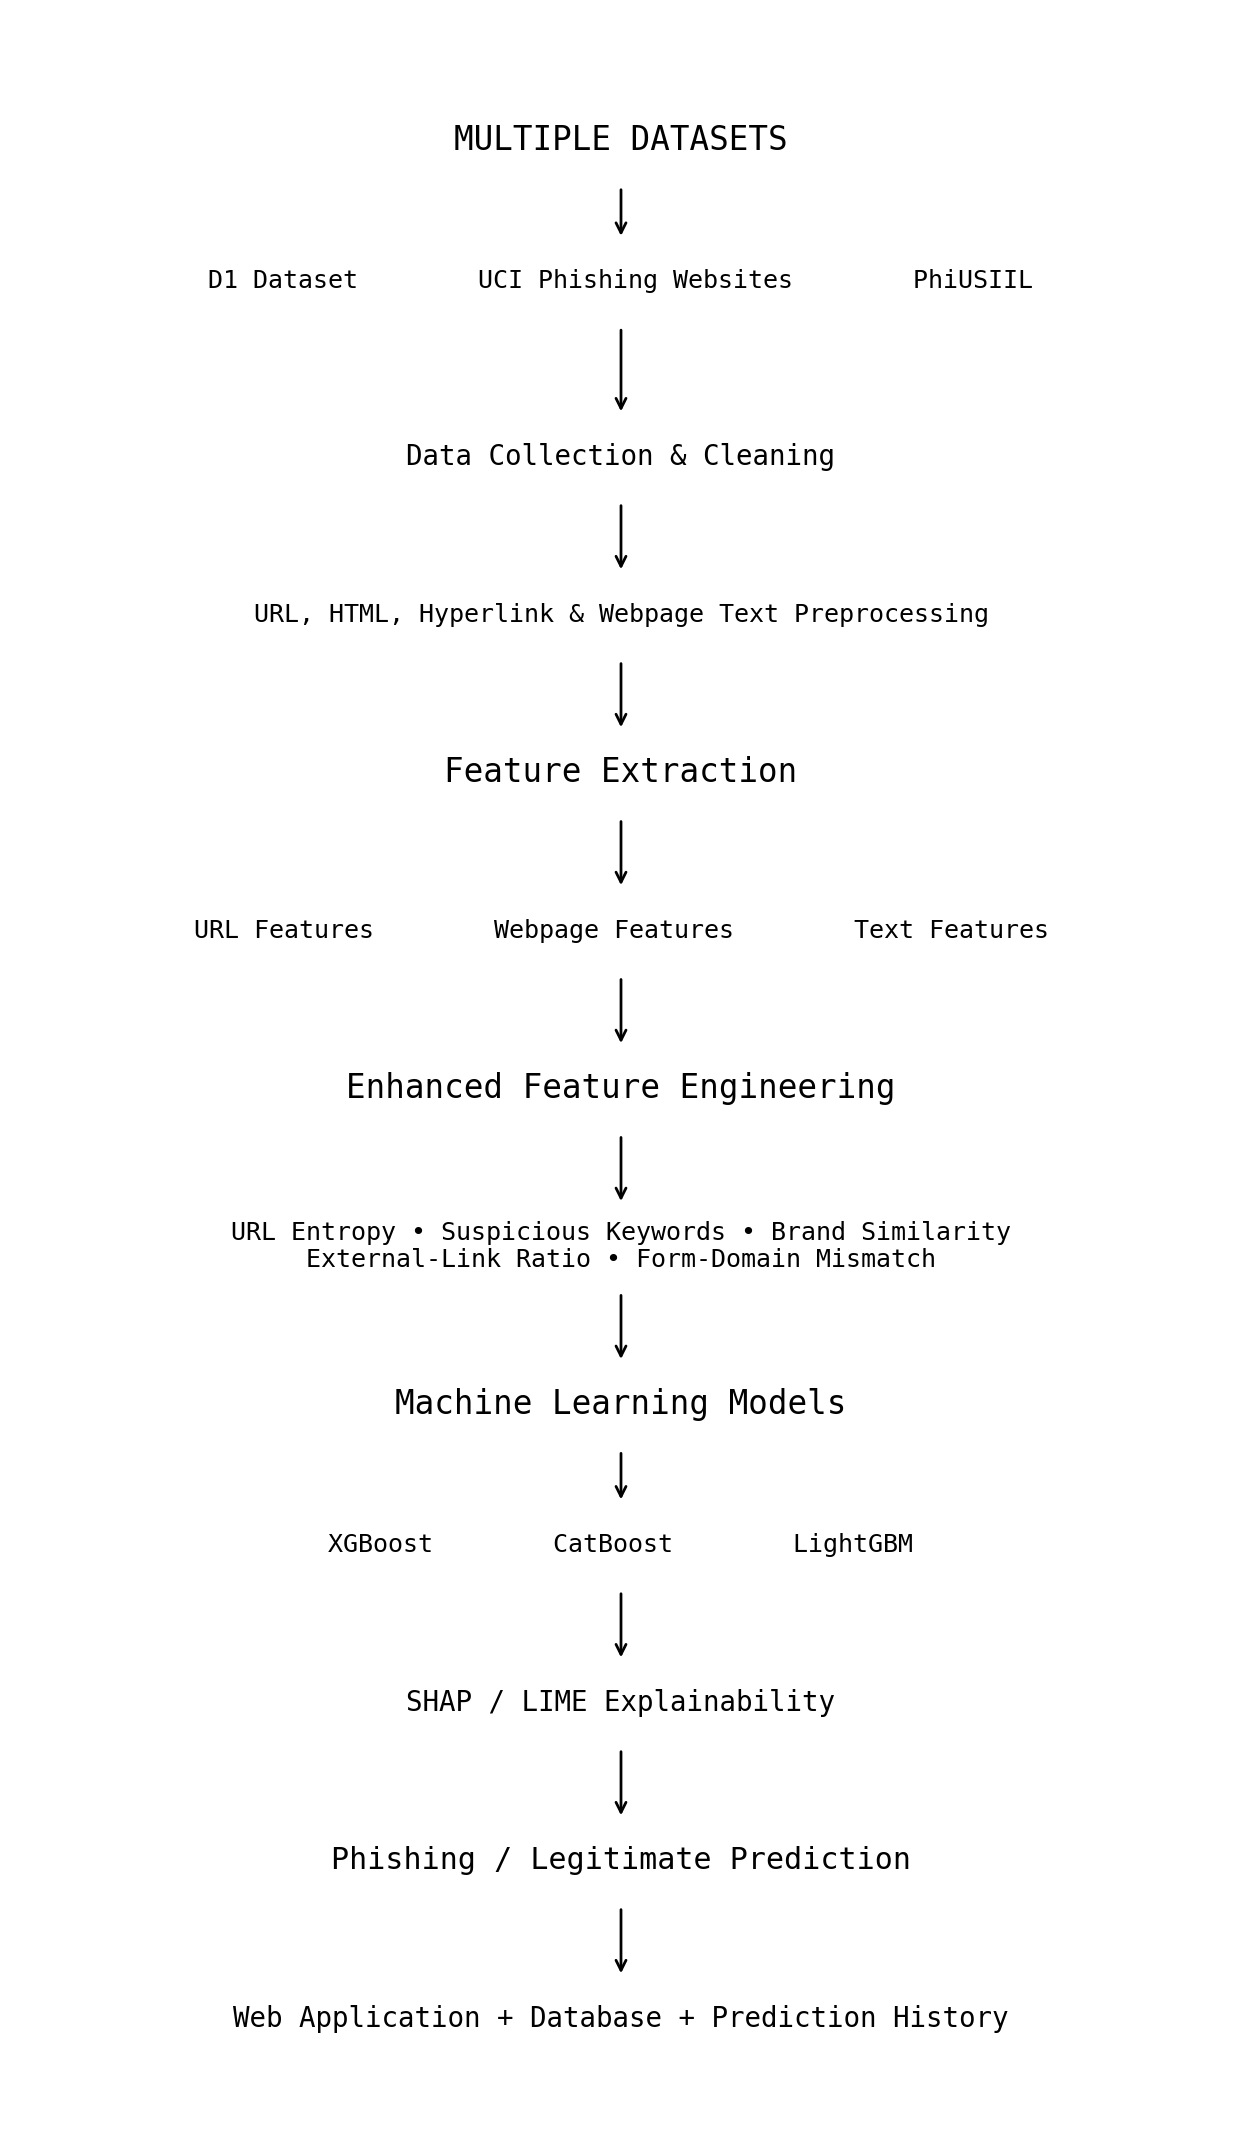 MULTIPLE DATASETS
D1 Dataset        UCI Phishing Websites        PhiUSIIL
Data Collection & Cleaning
URL, HTML, Hyperlink & Webpage Text Preprocessing
Feature Extraction
URL Features        Webpage Features        Text Features
Enhanced Feature Engineering
URL Entropy • Suspicious Keywords • Brand Similarity
External-Link Ratio • Form-Domain Mismatch
Machine Learning Models
XGBoost        CatBoost        LightGBM
SHAP / LIME Explainability
Phishing / Legitimate Prediction
Web Application + Database + Prediction History